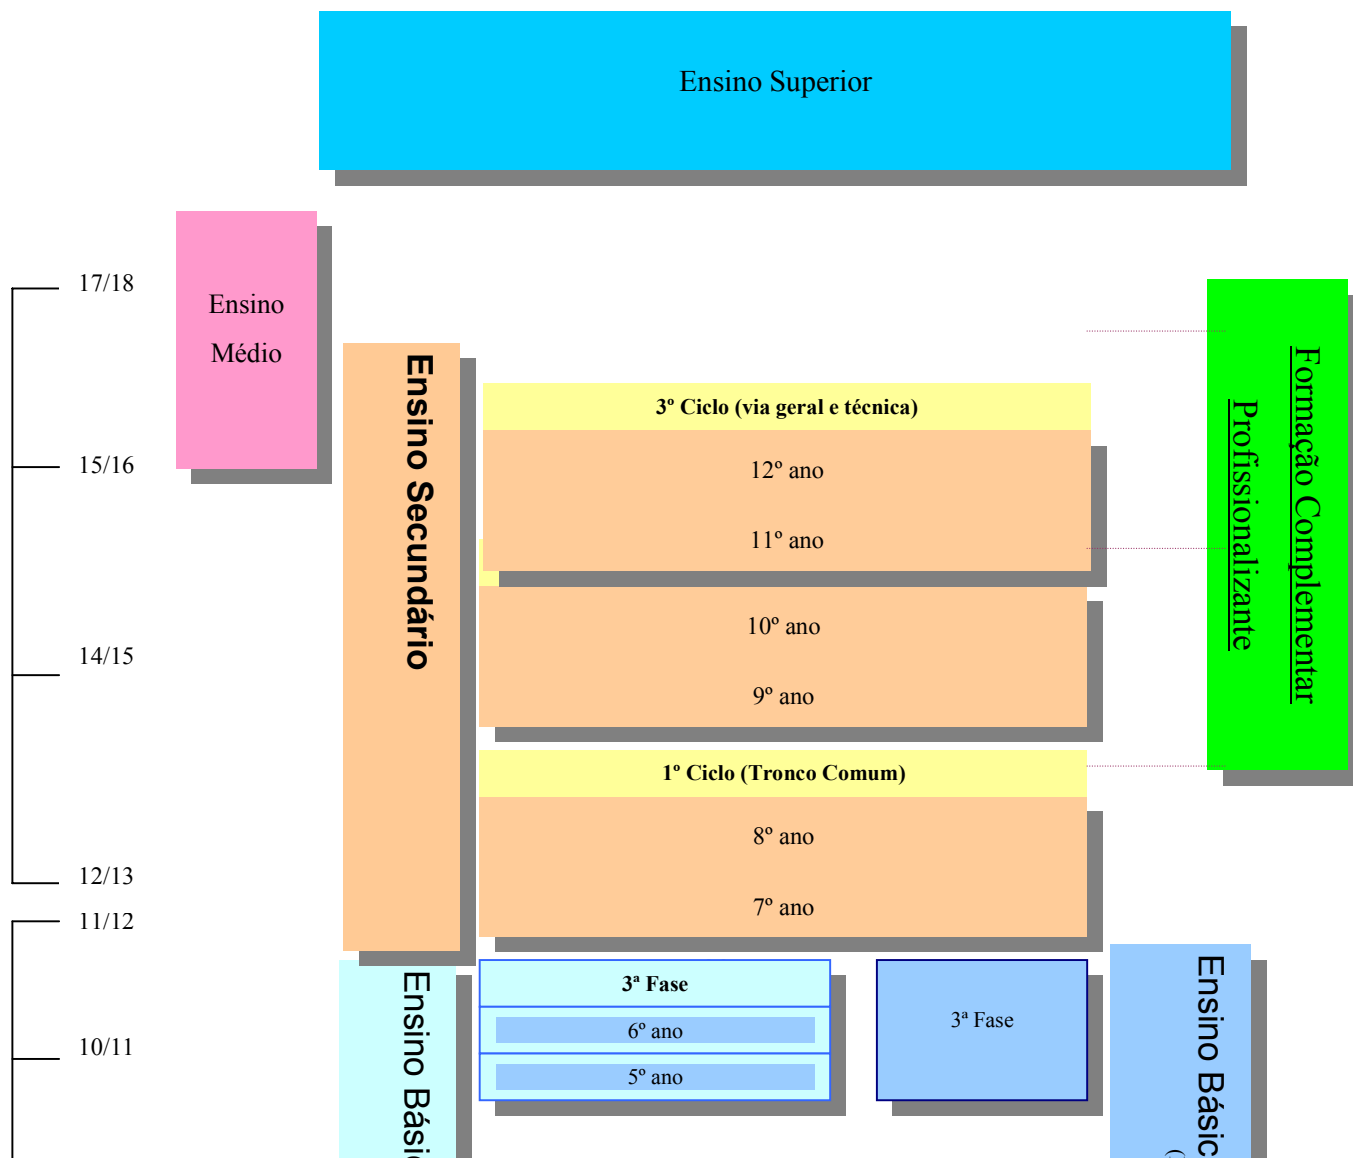 Ensino Superior
17/18
Ensino
Médio
15/16
14/15
12/13
11/12
10/11
Ensino Secundário
3º Ciclo (via geral e técnica)
12º ano
11º ano
10º ano
9º ano
1º Ciclo (Tronco Comum)
8º ano
7º ano
Formação Complementar
Profissionalizante
Ensino
3ª Fase
6º ano
5º ano
3ª Fase
Ensino